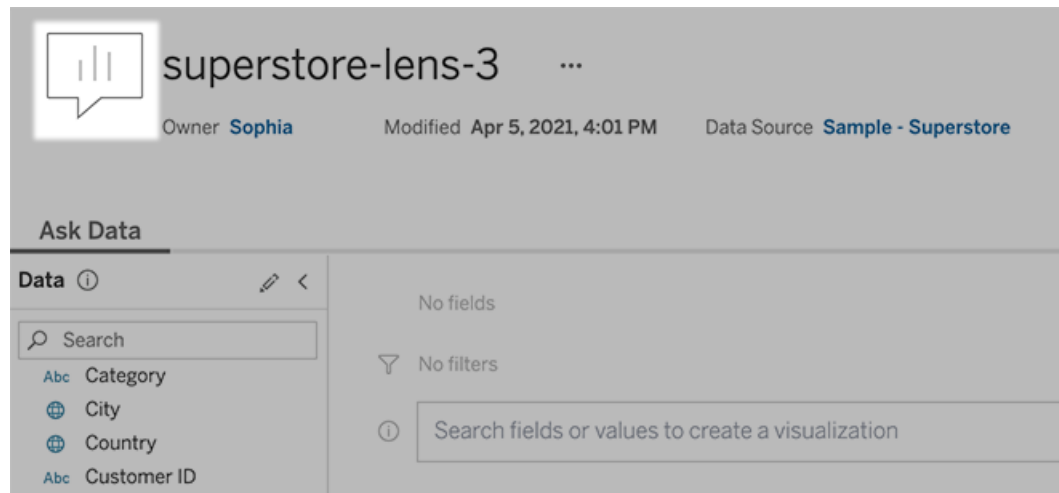 superstore-lens-3 ...
Owner Sophia Modified Apr 5, 2021, 4:01 PM Data Source Sample - Superstore
Ask Data
Data
Search
Abc Category
City
Country
Abc Customer ID
No fields
No filters
Search fields or values to create a visualization